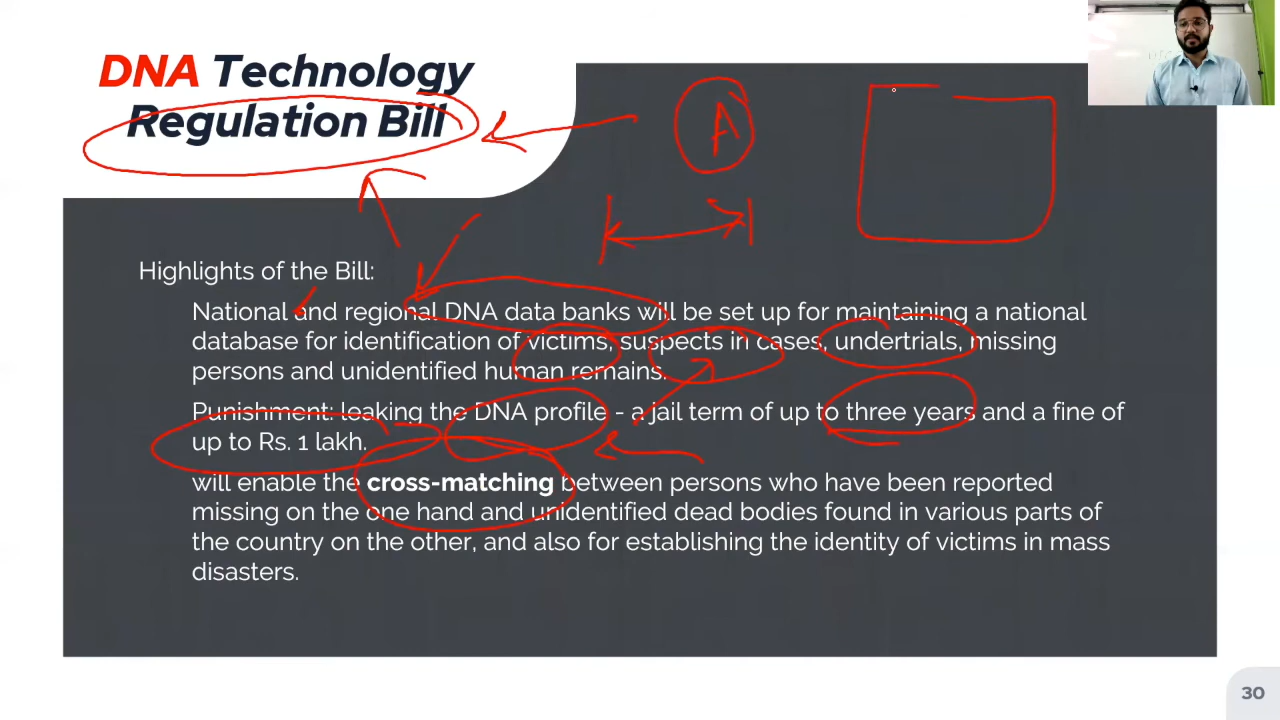 DNA Technology
Regulation Bill
A
Highlights of the Bill:
National and regional DNA data banks will be set up for maintaining a national
database for identification of victims, suspects in cases, undertrials, missing
persons and unidentified human remains.
Punishment: leaking the DNA profile - a jail term of up to three years and a fine of
up to Rs. 1 lakh.
will enable the cross-matching between persons who have been reported
missing on the one hand and unidentified dead bodies found in various parts of
the country on the other, and also for establishing the identity of victims in mass
disasters.
30